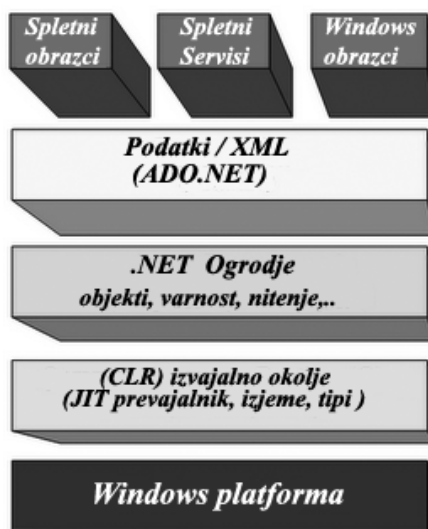 Spletni
obrazci
Spletni
Servisi
Windows
obrazci
Podatki / XML
(ADO.NET)
.NET Ogrodje
objekti, varnost, nitenje,..
(CLR) izvajalno okolje
(JIT prevajalnik, izjeme, tipi )
Windows platforma